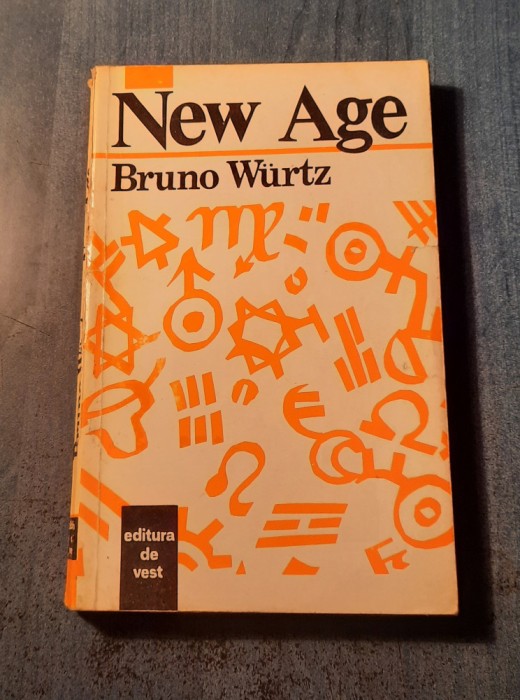 New Age
Bruno Würtz
editura
de
vest